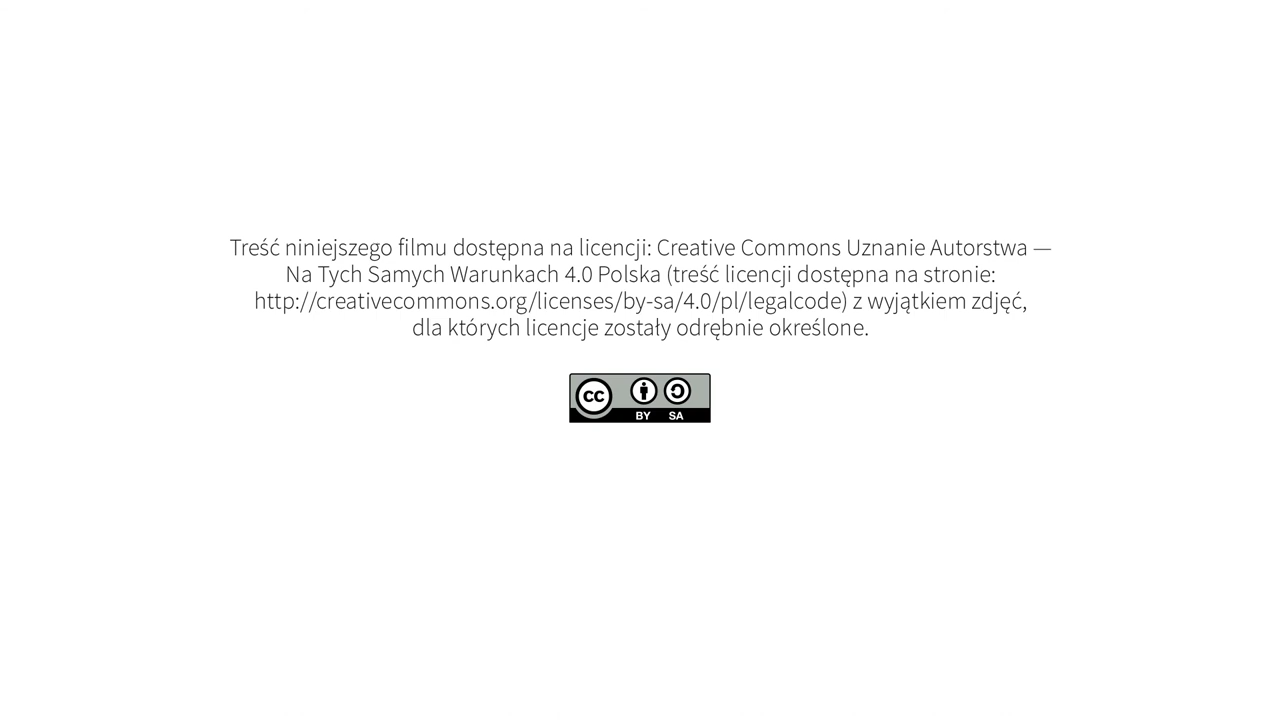 Treść niniejszego filmu dostępna na licencji: Creative Commons Uznanie Autorstwa —
Na Tych Samych Warunkach 4.0 Polska (treść licencji dostępna na stronie:
http://creativecommons.org/licenses/by-sa/4.0/pl/legalcode) z wyjątkiem zdjęć,
dla których licencje zostały odrębnie określone.
cc
BY SA